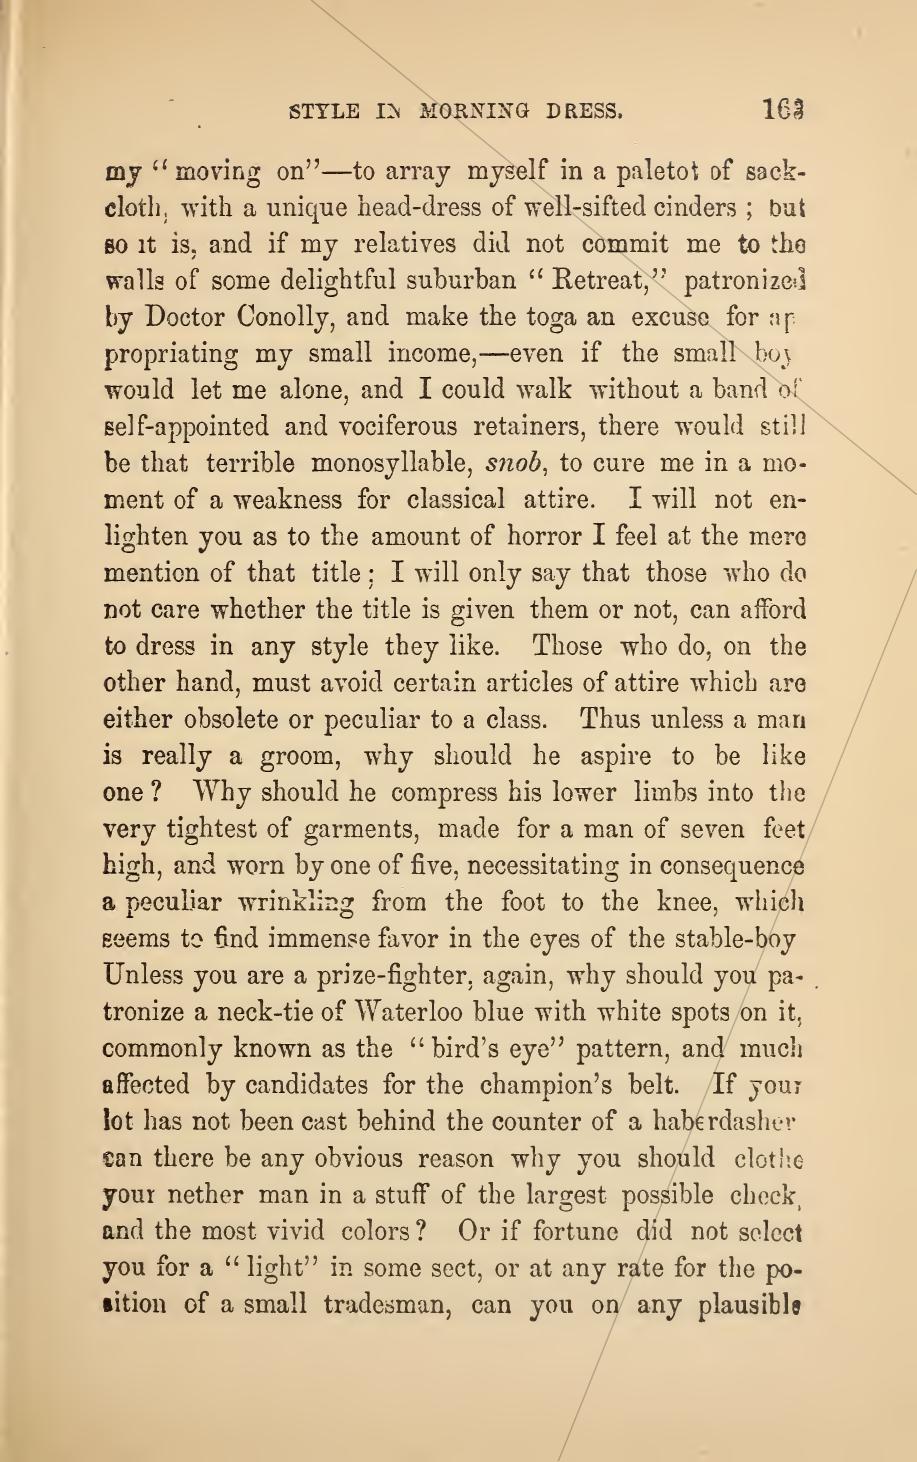 STYLE IN MORNING DRESS. 163
my “moving on”—to array myself in a paletot of sack-
cloth, with a unique head-dress of well-sifted cinders ; but
so it is, and if my relatives did not commit me to the
walls of some delightful suburban “Retreat,” patronized
by Doctor Conolly, and make the toga an excuse for ap
propriating my small income,—even if the small boy
would let me alone, and I could walk without a band of
self-appointed and vociferous retainers, there would still
be that terrible monosyllable, snob, to cure me in a mo-
ment of a weakness for classical attire. I will not en-
lighten you as to the amount of horror I feel at the mere
mention of that title ; I will only say that those who do
not care whether the title is given them or not, can afford
to dress in any style they like. Those who do, on the
other hand, must avoid certain articles of attire which are
either obsolete or peculiar to a class. Thus unless a man
is really a groom, why should he aspire to be like
one ? Why should he compress his lower limbs into the
very tightest of garments, made for a man of seven feet
high, and worn by one of five, necessitating in consequence
a peculiar wrinkling from the foot to the knee, which
seems to find immense favor in the eyes of the stable-boy
Unless you are a prize-fighter, again, why should you pa-
tronize a neck-tie of Waterloo blue with white spots on it,
commonly known as the “bird’s eye” pattern, and much
affected by candidates for the champion’s belt. If your
lot has not been cast behind the counter of a haberdasher
can there be any obvious reason why you should clothe
your nether man in a stuff of the largest possible check,
and the most vivid colors ? Or if fortune did not select
you for a “light” in some sect, or at any rate for the po-
sition of a small tradesman, can you on any plausible